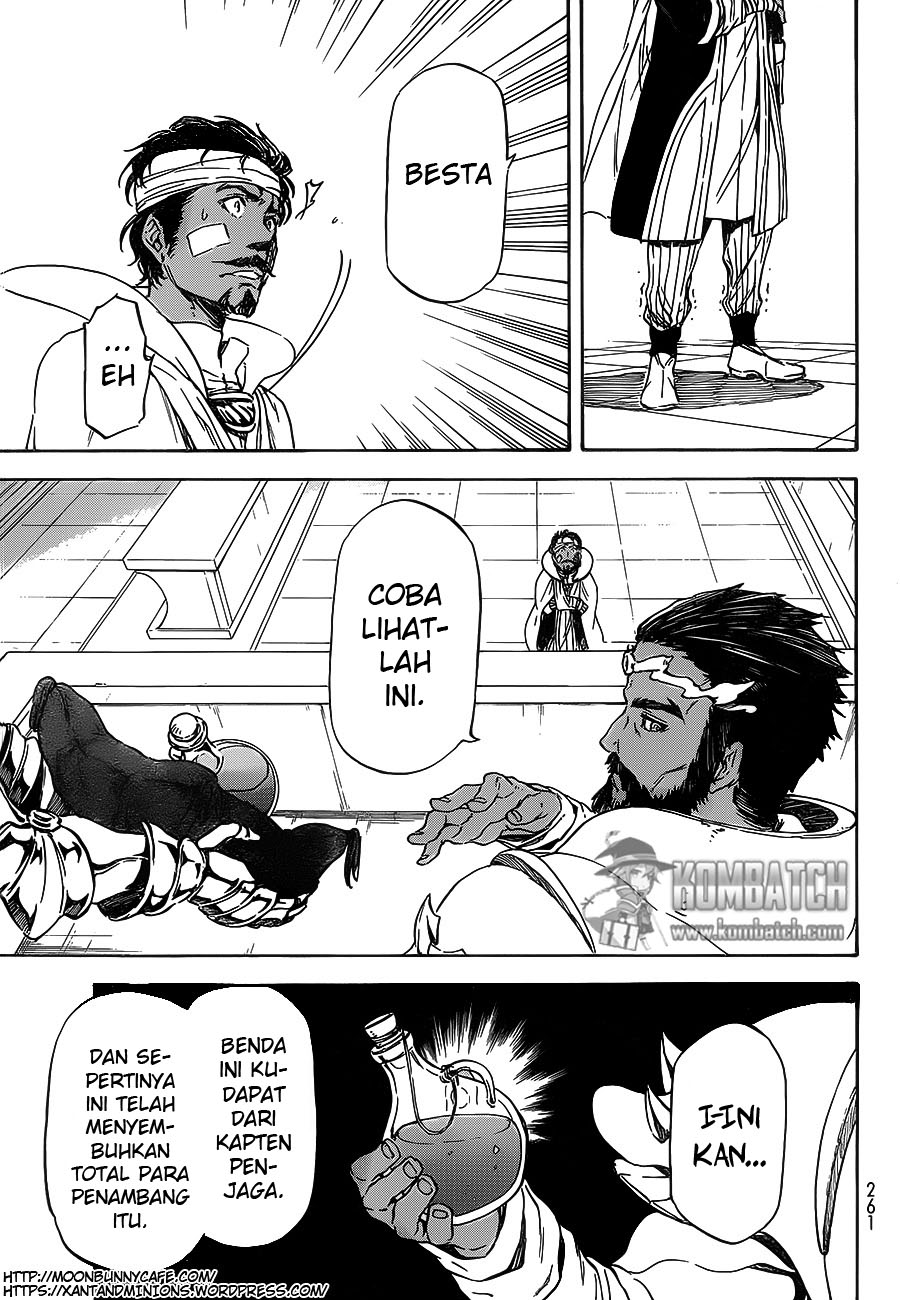 BESTA
...
EH
COBA
LIHAT-
LAH
INI.
I-INI
KAN...
BENDA
INI KU-
DAPAT
DARI
KAPTEN
PEN-
JAGA.
DAN SE-
PERTINYA
INI TELAH
MENYEM-
BUHKAN
TOTAL PARA
PENAMBANG
ITU.
KOMBATCH
www.kombatch.com
261
HTTP://MOONBUNNYCAFE.COM/
HTTPS://XANTANDMINIONS.WORDPRESS.COM/